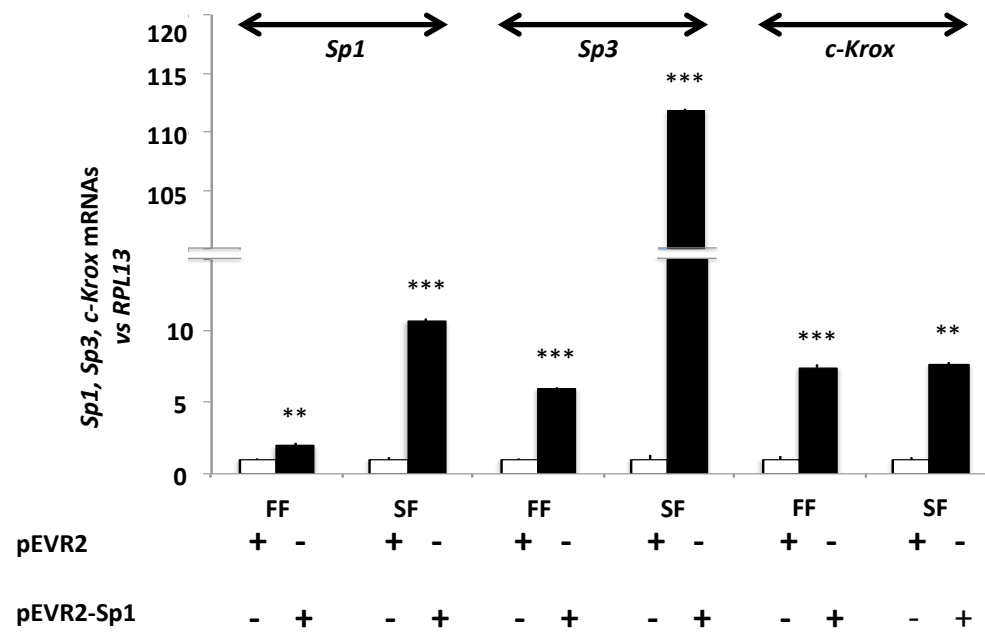 120
115
110
105
10
5
0
Sp1, Sp3, c-Krox mRNAs
vs RPL13
Sp1 Sp3 c-Krox
** *** *** *** *** **
FF SF FF SF FF SF
pEVR2 + - + - + - + - + - + -
pEVR2-Sp1 - + - + - + - + - + - +